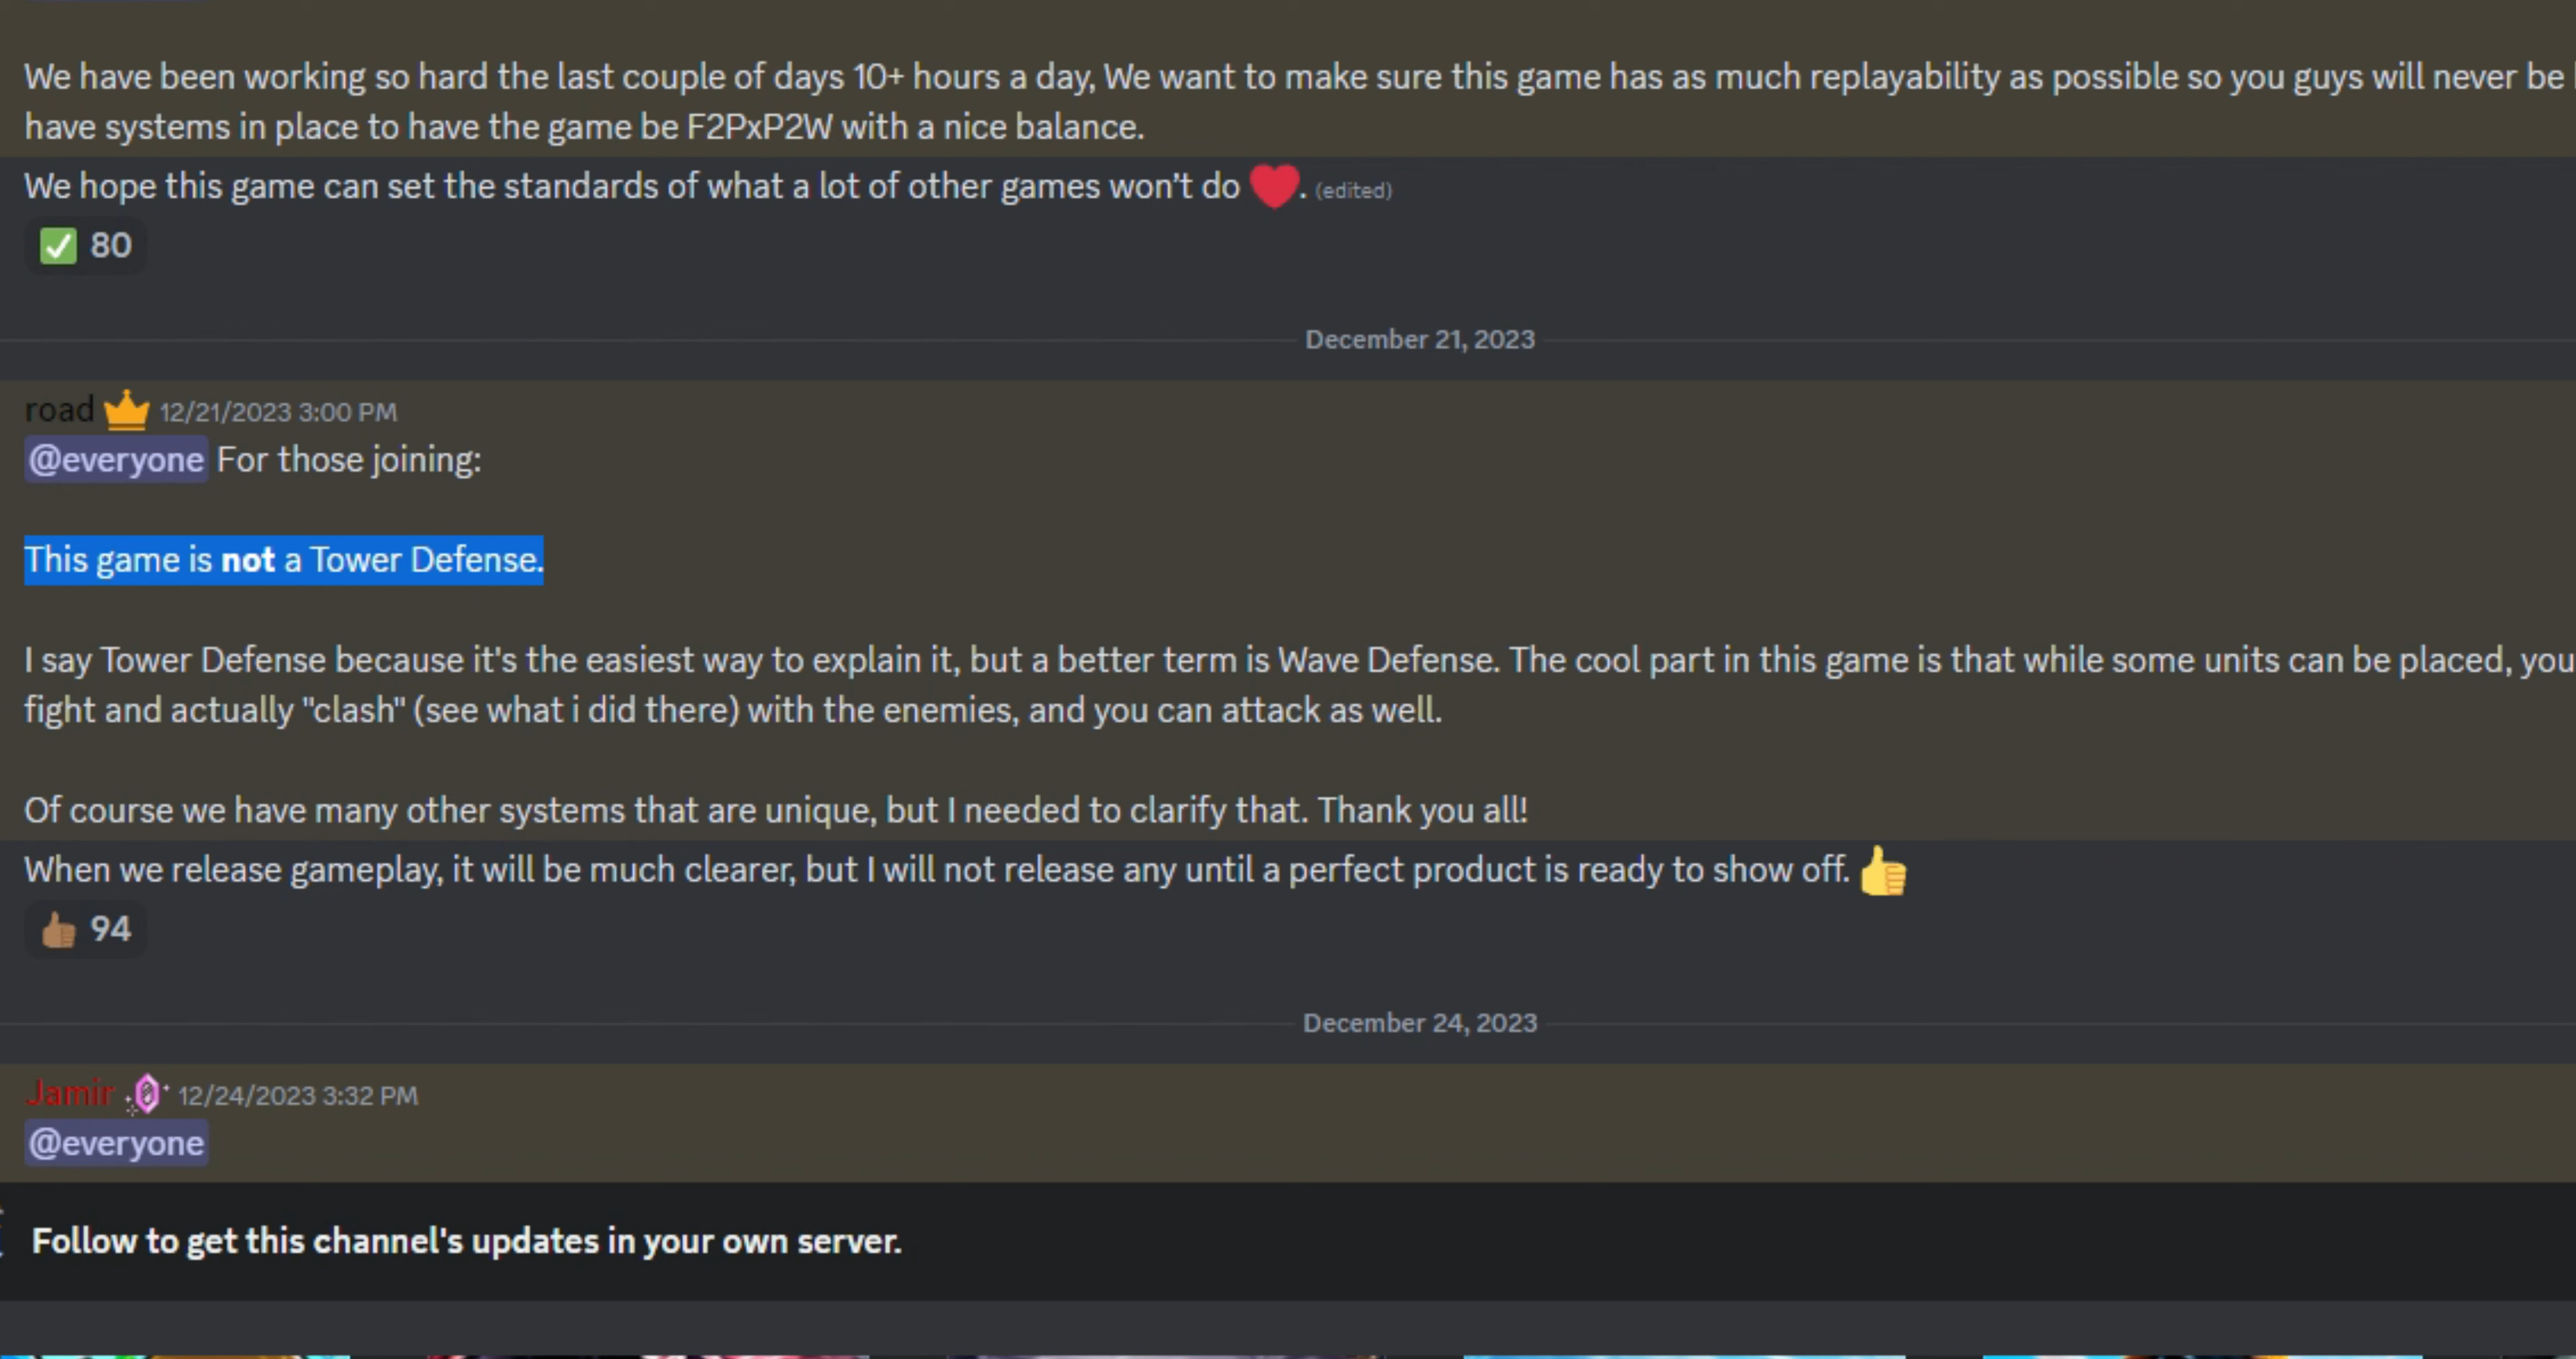 We have been working so hard the last couple of days 10+ hours a day, We want to make sure this game has as much replayability as possible so you guys will never be
have systems in place to have the game be F2PxP2W with a nice balance.
We hope this game can set the standards of what a lot of other games won't do ❤️. (edited)
✅ 80
December 21, 2023
road 12/21/2023 3:00 PM
@everyone For those joining:
This game is not a Tower Defense.
I say Tower Defense because it's the easiest way to explain it, but a better term is Wave Defense. The cool part in this game is that while some units can be placed, you
fight and actually "clash" (see what i did there) with the enemies, and you can attack as well.
Of course we have many other systems that are unique, but I needed to clarify that. Thank you all!
When we release gameplay, it will be much clearer, but I will not release any until a perfect product is ready to show off. 👍
👍🏽 94
December 24, 2023
Jamir 12/24/2023 3:32 PM
@everyone
Follow to get this channel's updates in your own server.